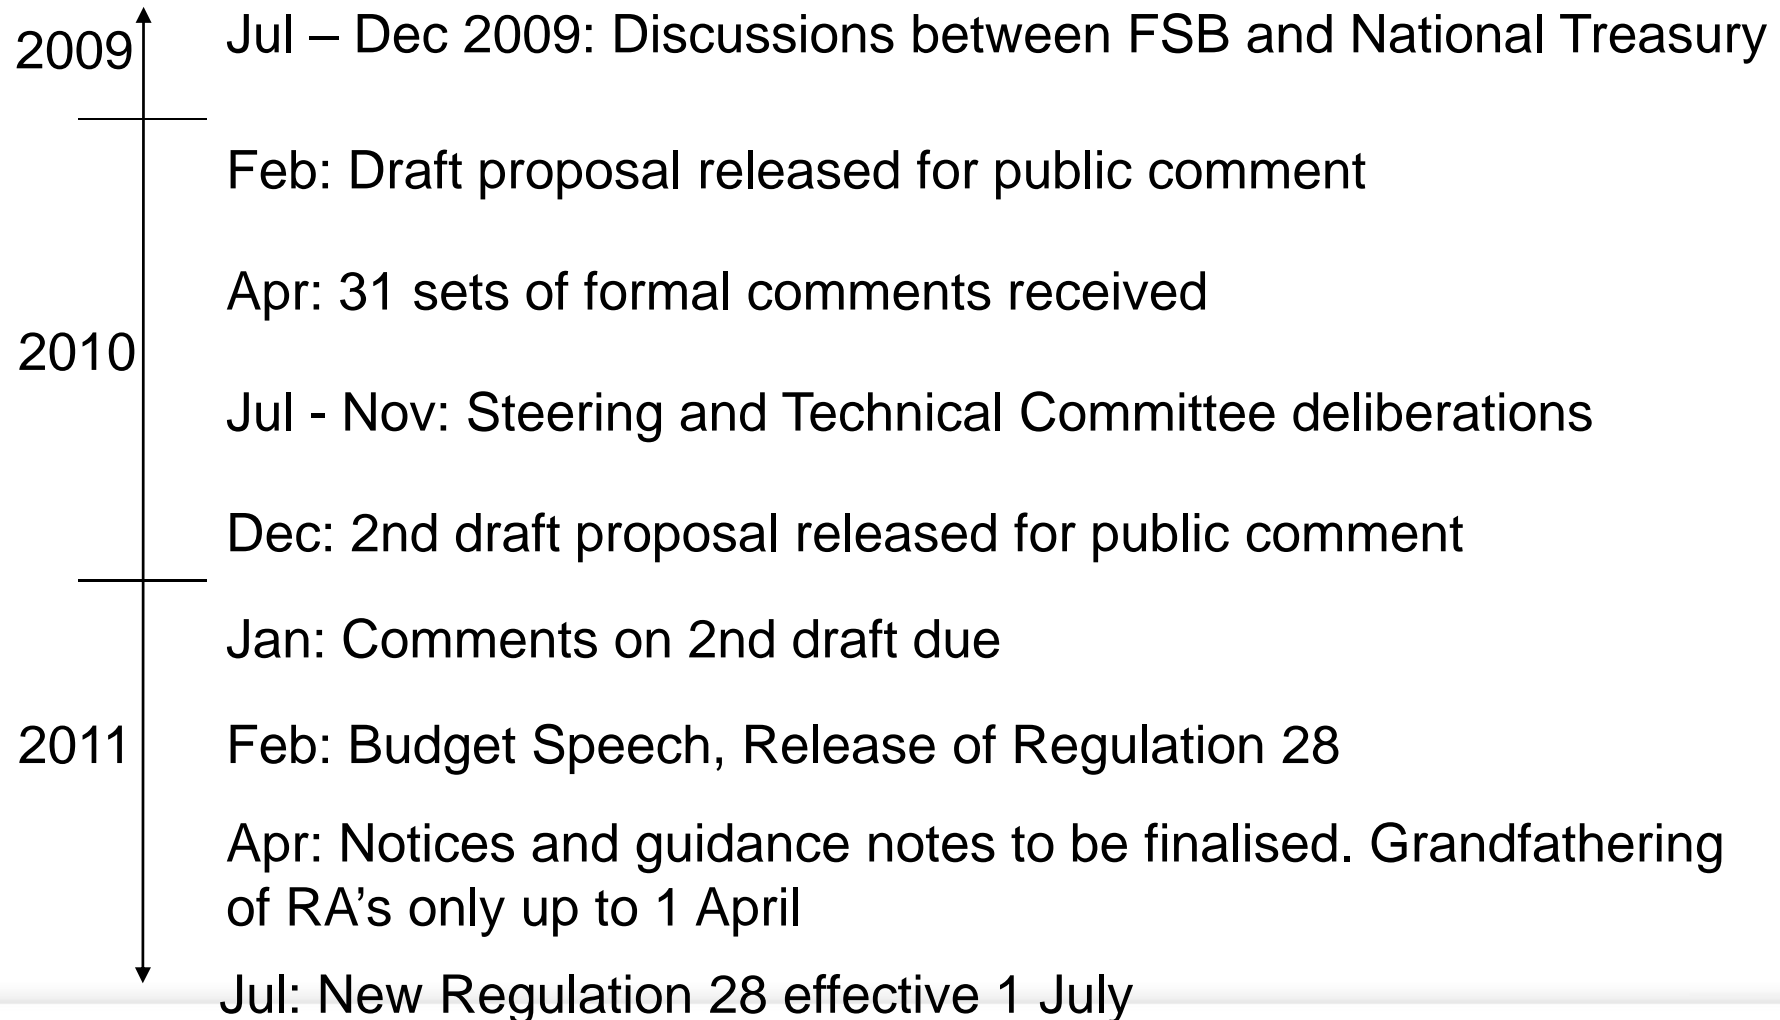 2009
Jul – Dec 2009: Discussions between FSB and National Treasury
Feb: Draft proposal released for public comment
Apr: 31 sets of formal comments received
2010
Jul - Nov: Steering and Technical Committee deliberations
Dec: 2nd draft proposal released for public comment
Jan: Comments on 2nd draft due
2011
Feb: Budget Speech, Release of Regulation 28
Apr: Notices and guidance notes to be finalised. Grandfathering
of RA’s only up to 1 April
Jul: New Regulation 28 effective 1 July